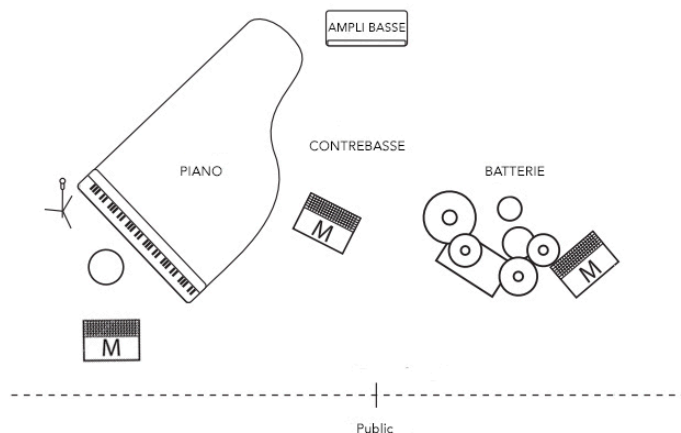 AMPLI BASSE
CONTREBASSE
PIANO
BATTERIE
M
M
M
Public